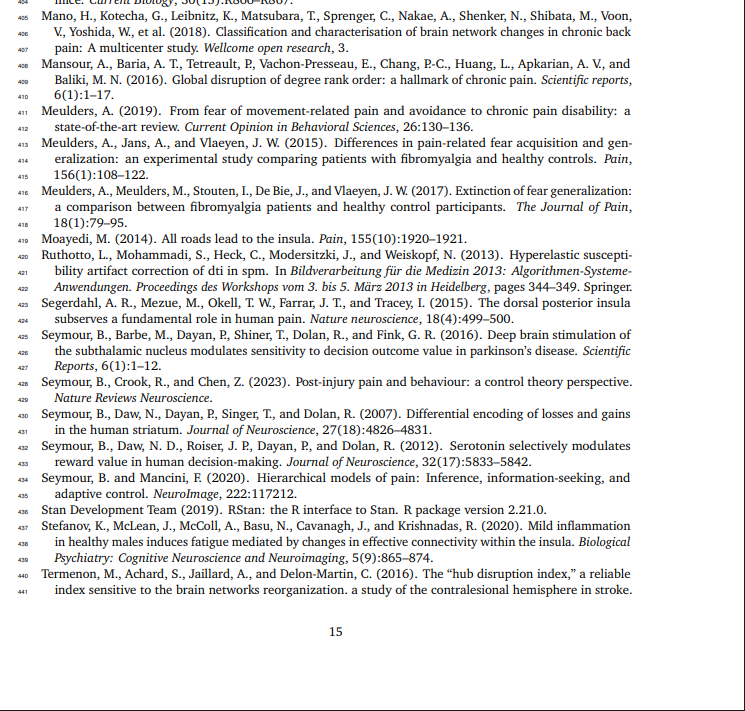 404 mice. Current Biology, 30(15):R866–R867.
405 Mano, H., Kotecha, G., Leibnitz, K., Matsubara, T., Sprenger, C., Nakae, A., Shenker, N., Shibata, M., Voon,
406 V., Yoshida, W., et al. (2018). Classification and characterisation of brain network changes in chronic back
407 pain: A multicenter study. Wellcome open research, 3.
408 Mansour, A., Baria, A. T., Tetreault, P., Vachon-Presseau, E., Chang, P.-C., Huang, L., Apkarian, A. V., and
409 Baliki, M. N. (2016). Global disruption of degree rank order: a hallmark of chronic pain. Scientific reports,
410 6(1):1–17.
411 Meulders, A. (2019). From fear of movement-related pain and avoidance to chronic pain disability: a
412 state-of-the-art review. Current Opinion in Behavioral Sciences, 26:130–136.
413 Meulders, A., Jans, A., and Vlaeyen, J. W. (2015). Differences in pain-related fear acquisition and gen-
414 eralization: an experimental study comparing patients with fibromyalgia and healthy controls. Pain,
415 156(1):108–122.
416 Meulders, A., Meulders, M., Stouten, I., De Bie, J., and Vlaeyen, J. W. (2017). Extinction of fear generalization:
417 a comparison between fibromyalgia patients and healthy control participants. The Journal of Pain,
418 18(1):79–95.
419 Moayedi, M. (2014). All roads lead to the insula. Pain, 155(10):1920–1921.
420 Ruthotto, L., Mohammadi, S., Heck, C., Modersitzki, J., and Weiskopf, N. (2013). Hyperelastic suscepti-
421 bility artifact correction of dti in spm. In Bildverarbeitung für die Medizin 2013: Algorithmen-Systeme-
422 Anwendungen. Proceedings des Workshops vom 3. bis 5. März 2013 in Heidelberg, pages 344–349. Springer.
423 Segerdahl, A. R., Mezue, M., Okell, T. W., Farrar, J. T., and Tracey, I. (2015). The dorsal posterior insula
424 subserves a fundamental role in human pain. Nature neuroscience, 18(4):499–500.
425 Seymour, B., Barbe, M., Dayan, P., Shiner, T., Dolan, R., and Fink, G. R. (2016). Deep brain stimulation of
426 the subthalamic nucleus modulates sensitivity to decision outcome value in parkinson's disease. Scientific
427 Reports, 6(1):1–12.
428 Seymour, B., Crook, R., and Chen, Z. (2023). Post-injury pain and behaviour: a control theory perspective.
429 Nature Reviews Neuroscience.
430 Seymour, B., Daw, N., Dayan, P., Singer, T., and Dolan, R. (2007). Differential encoding of losses and gains
431 in the human striatum. Journal of Neuroscience, 27(18):4826–4831.
432 Seymour, B., Daw, N. D., Roiser, J. P., Dayan, P., and Dolan, R. (2012). Serotonin selectively modulates
433 reward value in human decision-making. Journal of Neuroscience, 32(17):5833–5842.
434 Seymour, B. and Mancini, F. (2020). Hierarchical models of pain: Inference, information-seeking, and
435 adaptive control. NeuroImage, 222:117212.
436 Stan Development Team (2019). RStan: the R interface to Stan. R package version 2.21.0.
437 Stefanov, K., McLean, J., McColl, A., Basu, N., Cavanagh, J., and Krishnadas, R. (2020). Mild inflammation
438 in healthy males induces fatigue mediated by changes in effective connectivity within the insula. Biological
439 Psychiatry: Cognitive Neuroscience and Neuroimaging, 5(9):865–874.
440 Termenon, M., Achard, S., Jaillard, A., and Delon-Martin, C. (2016). The “hub disruption index,” a reliable
441 index sensitive to the brain networks reorganization. a study of the contralesional hemisphere in stroke.
15